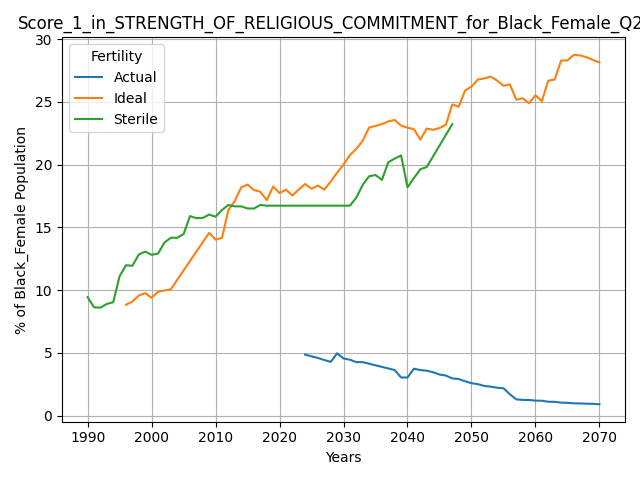 Score_1_in_STRENGTH_OF_RELIGIOUS_COMMITMENT_for_Black_Female_Q2
Fertility
Actual
Ideal
Sterile
% of Black_Female Population
30
25
20
15
10
5
0
1990 2000 2010 2020 2030 2040 2050 2060 2070
Years